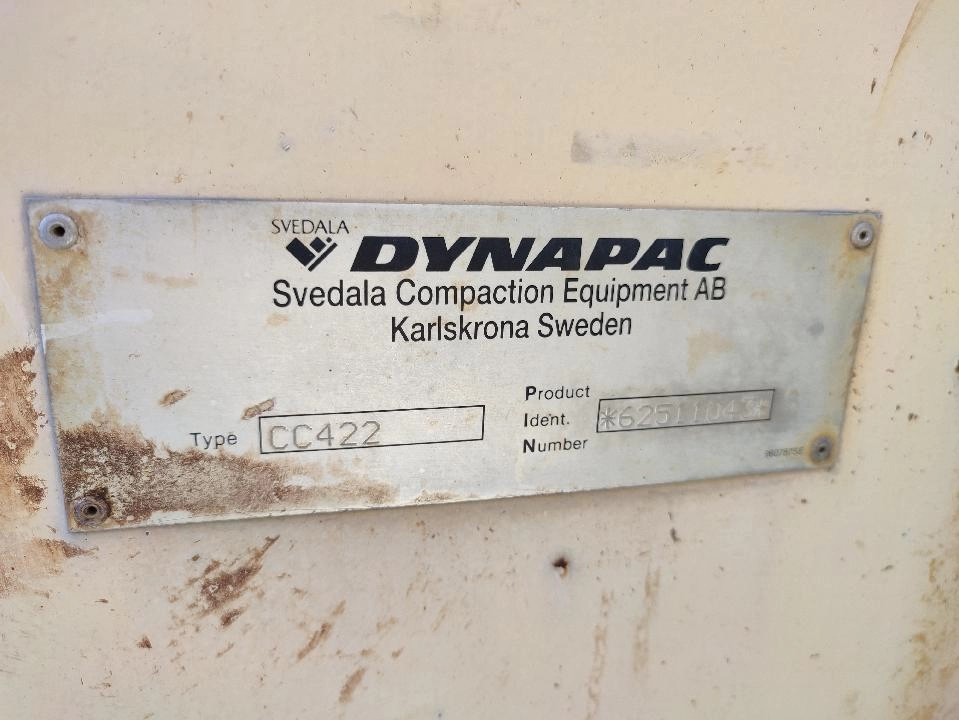 SVEDALA
DYNAPAC
Svedala Compaction Equipment AB
Karlskrona Sweden
Type CC422
Product
Ident. *62511043*
Number